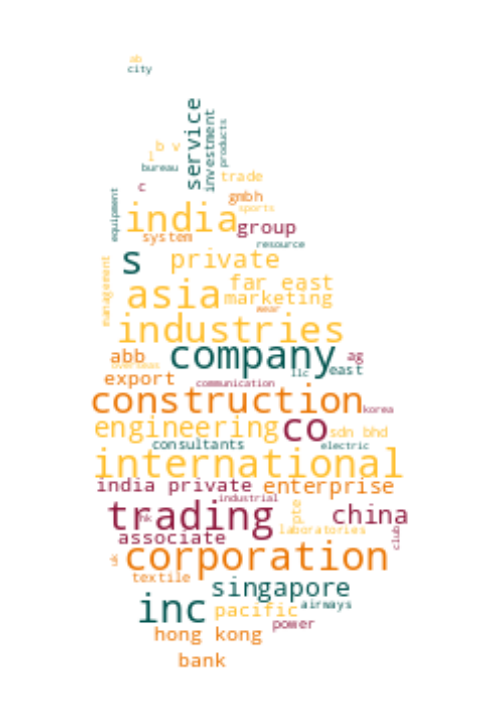 ab
city
service
investment
products
b v
l
bureau
trade
c
gmbh
equipment
sports
india
group
system
resource
s
private
management
far east
asia
marketing
wear
industries
company
abb
ag
overseas
east
llc
export
communication
construction
korea
engineering
co
sdn bhd
consultants
electric
international
india private
enterprise
industrial
pte
trading
hk
china
laboratories
club
associate
corporation
uk
textile
singapore
inc
pacific
airways
power
hong kong
bank